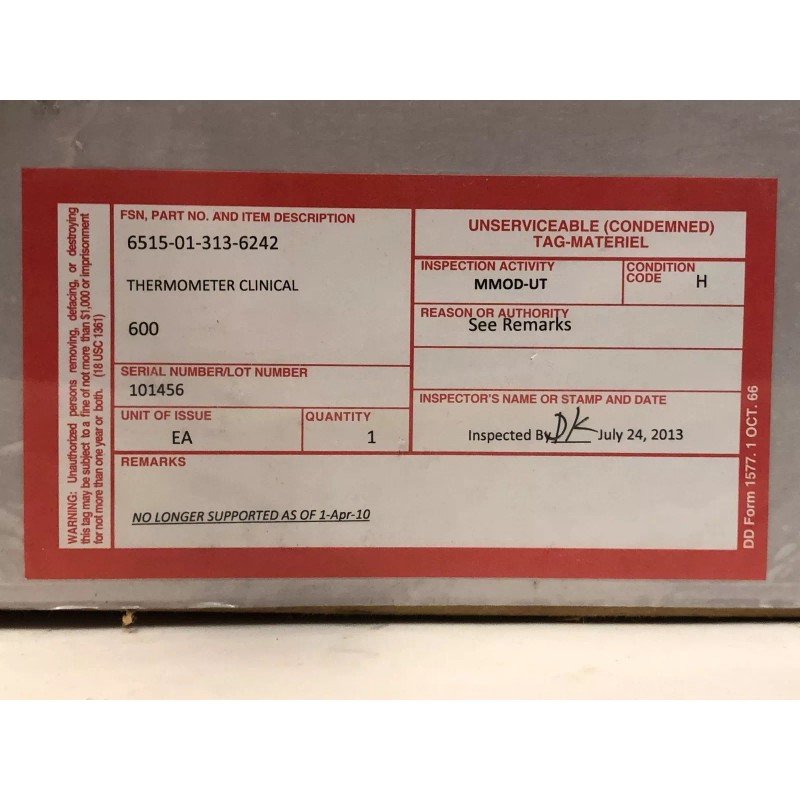 WARNING: Unauthorized persons removing, defacing, or destroying
this tag may be subject to a fine of not more than $1,000 or imprisonment
for not more than one year or both. (18 USC 1361)
FSN, PART NO. AND ITEM DESCRIPTION
6515-01-313-6242
THERMOMETER CLINICAL
600
SERIAL NUMBER/LOT NUMBER
101456
UNIT OF ISSUE
EA
QUANTITY
1
UNSERVICEABLE (CONDEMNED)
TAG-MATERIEL
INSPECTION ACTIVITY
MMOD-UT
CONDITION
CODE H
REASON OR AUTHORITY
See Remarks
INSPECTOR'S NAME OR STAMP AND DATE
Inspected By DK July 24, 2013
REMARKS
NO LONGER SUPPORTED AS OF 1-Apr-10
DD Form 1577. 1 OCT. 66